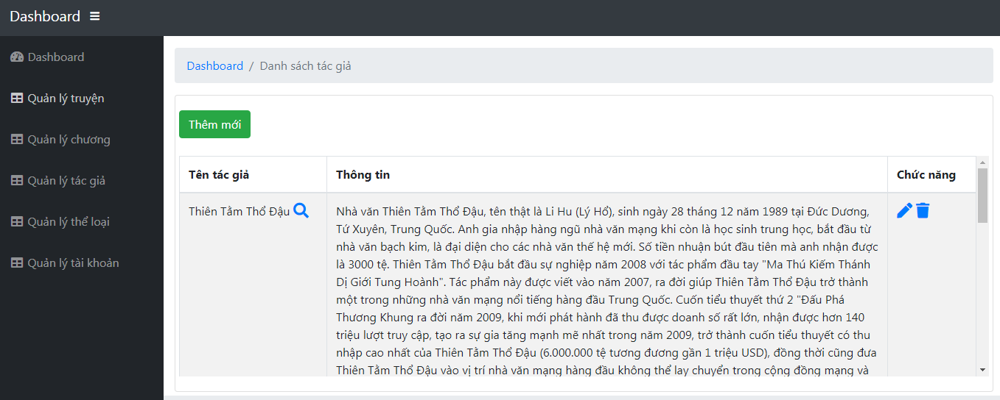 Dashboard
Dashboard
Quản lý truyện
Quản lý chương
Quản lý tác giả
Quản lý thể loại
Quản lý tài khoản
Dashboard / Danh sách tác giả
Thêm mới
Tên tác giả
Thông tin
Chức năng
Thiên Tằm Thổ Đậu
Nhà văn Thiên Tằm Thổ Đậu, tên thật là Li Hu (Lý Hổ), sinh ngày 28 tháng 12 năm 1989 tại Đức Dương,
Tứ Xuyên, Trung Quốc. Anh gia nhập hàng ngũ nhà văn mạng khi còn là học sinh trung học, bắt đầu từ
nhà văn bạch kim, là đại diện cho các nhà văn thế hệ mới. Số tiền nhuận bút đầu tiên mà anh nhận được
là 3000 tệ. Thiên Tằm Thổ Đậu bắt đầu sự nghiệp năm 2008 với tác phẩm đầu tay "Ma Thú Kiếm Thánh
Dị Giới Tung Hoành". Tác phẩm này được viết vào năm 2007, ra đời giúp Thiên Tằm Thổ Đậu trở thành
một trong những nhà văn mạng nổi tiếng hàng đầu Trung Quốc. Cuốn tiểu thuyết thứ 2 "Đấu Phá
Thương Khung ra đời năm 2009, khi mới phát hành đã thu được doanh số rất lớn, nhận được hơn 140
triệu lượt truy cập, tạo ra sự gia tăng mạnh mẽ nhất trong năm 2009, trở thành cuốn tiểu thuyết có thu
nhập cao nhất của Thiên Tằm Thổ Đậu (6.000.000 tệ tương đương gần 1 triệu USD), đồng thời cũng đưa
Thiên Tằm Thổ Đậu vào vị trí nhà văn mạng hàng đầu không thể lay chuyển trong cộng đồng mạng và